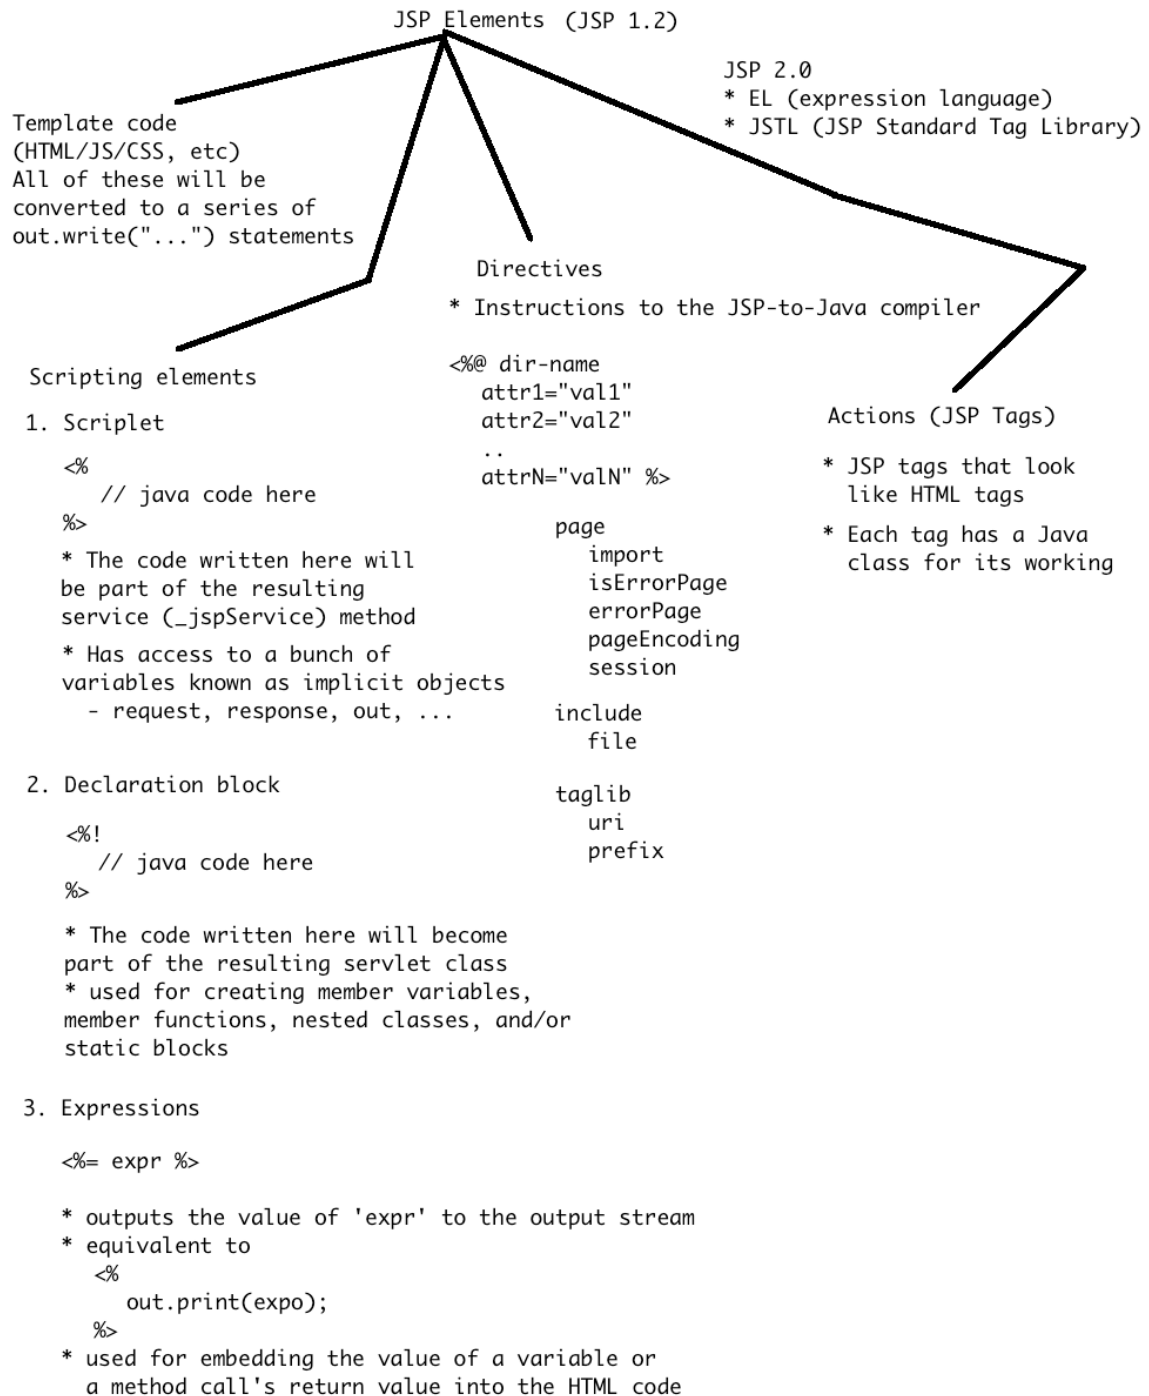 JSP Elements (JSP 1.2)
JSP 2.0
* EL (expression language)
* JSTL (JSP Standard Tag Library)
Template code
(HTML/JS/CSS, etc)
All of these will be
converted to a series of
out.write("...") statements
Scripting elements
1. Scriplet
<%
// java code here
%>
* The code written here will
be part of the resulting
service (_jspService) method
* Has access to a bunch of
variables known as implicit objects
- request, response, out, ...
2. Declaration block
<%!
// java code here
%>
* The code written here will become
part of the resulting servlet class
* used for creating member variables,
member functions, nested classes, and/or
static blocks
3. Expressions
<%= expr %>
* outputs the value of 'expr' to the output stream
* equivalent to
<%
out.print(expo);
%>
* used for embedding the value of a variable or
a method call's return value into the HTML code
Directives
* Instructions to the JSP-to-Java compiler
<%@ dir-name
attr1="val1"
attr2="val2"
..
attrN="valN" %>
page
import
isErrorPage
errorPage
pageEncoding
session
include
file
taglib
uri
prefix
Actions (JSP Tags)
* JSP tags that look
like HTML tags
* Each tag has a Java
class for its working